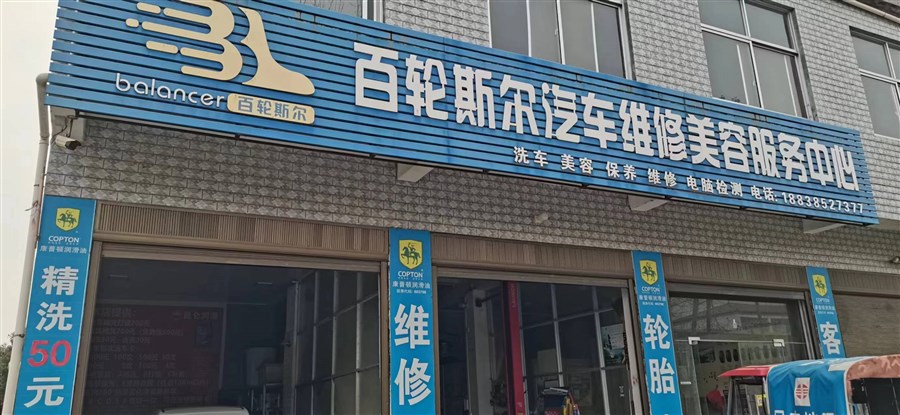 百轮斯尔汽车维修美容服务中心
balancer 百轮斯尔
洗车 美容 保养 维修 电脑检测 电话: 18838527377
COPTON
康普顿润滑油
精洗50元
COPTON
康普顿润滑油
维修
COPTON
康普顿润滑油
轮胎
COPTON
客